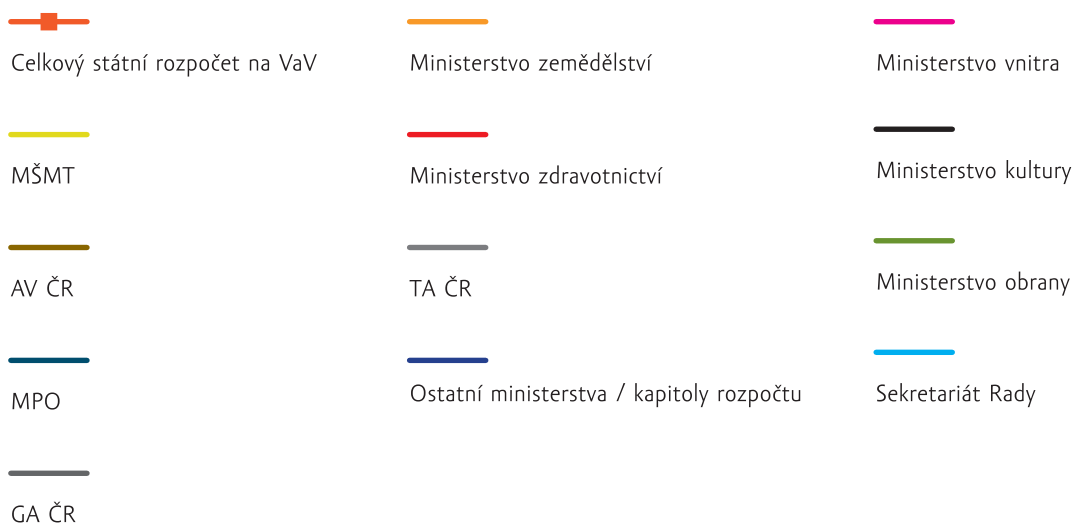 Celkový státní rozpočet na VaV
MŠMT
AV ČR
MPO
GA ČR
Ministerstvo zemědělství
Ministerstvo zdravotnictví
TA ČR
Ostatní ministerstva / kapitoly rozpočtu
Ministerstvo vnitra
Ministerstvo kultury
Ministerstvo obrany
Sekretariát Rady